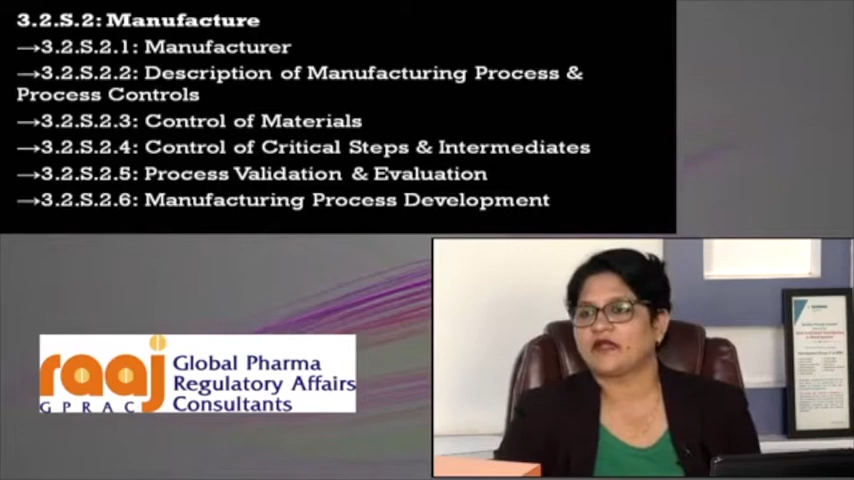 3.2.S.2: Manufacture
→3.2.S.2.1: Manufacturer
→3.2.S.2.2: Description of Manufacturing Process &
Process Controls
→3.2.S.2.3: Control of Materials
→3.2.S.2.4: Control of Critical Steps & Intermediates
→3.2.S.2.5: Process Validation & Evaluation
→3.2.S.2.6: Manufacturing Process Development
raaj
GPRAC
Global Pharma
Regulatory Affairs
Consultants